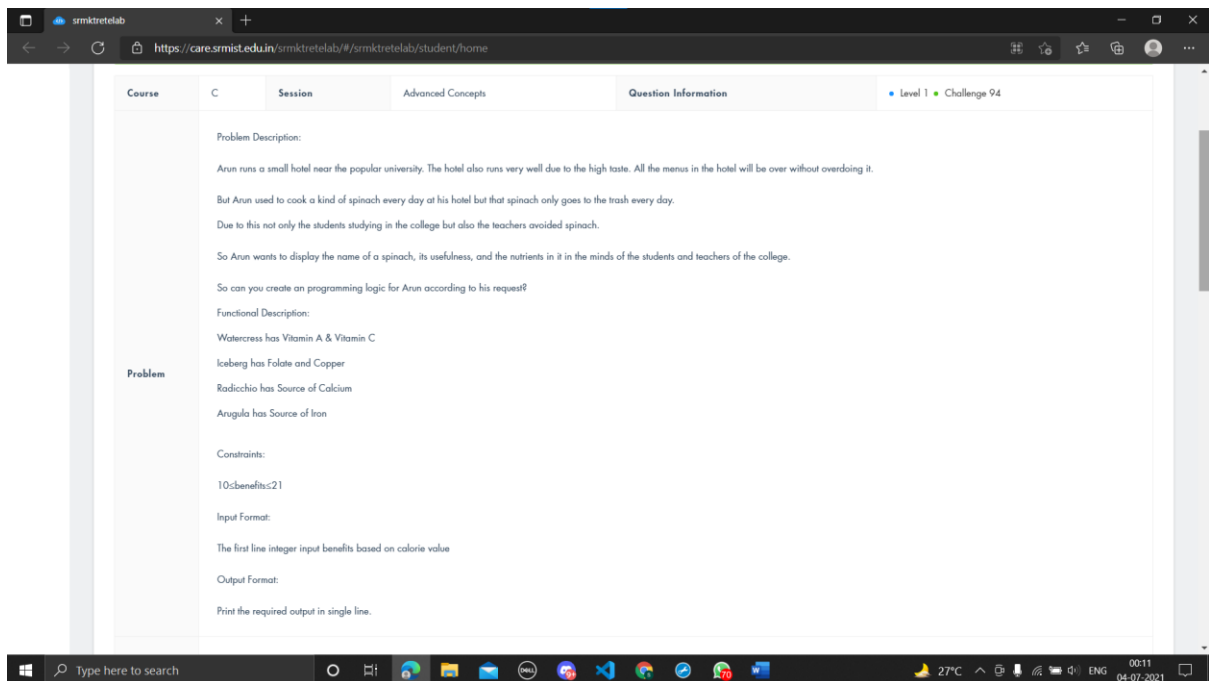 srmktretelab
https://care.srmist.edu.in/srmktretelab/#/srmktretelab/student/home
Course C Session Advanced Concepts Question Information Level 1 Challenge 94
Problem
Problem Description:
Arun runs a small hotel near the popular university. The hotel also runs very well due to the high taste. All the menus in the hotel will be over without overdoing it.
But Arun used to cook a kind of spinach every day at his hotel but that spinach only goes to the trash every day.
Due to this not only the students studying in the college but also the teachers avoided spinach.
So Arun wants to display the name of a spinach, its usefulness, and the nutrients in it in the minds of the students and teachers of the college.
So can you create an programming logic for Arun according to his request?
Functional Description:
Watercress has Vitamin A & Vitamin C
Iceberg has Folate and Copper
Radicchio has Source of Calcium
Arugula has Source of Iron
Constraints:
10≤benefits≤21
Input Format:
The first line integer input benefits based on calorie value
Output Format:
Print the required output in single line.
Type here to search
DELL
70
W
27°C
ENG
00:11
04-07-2021